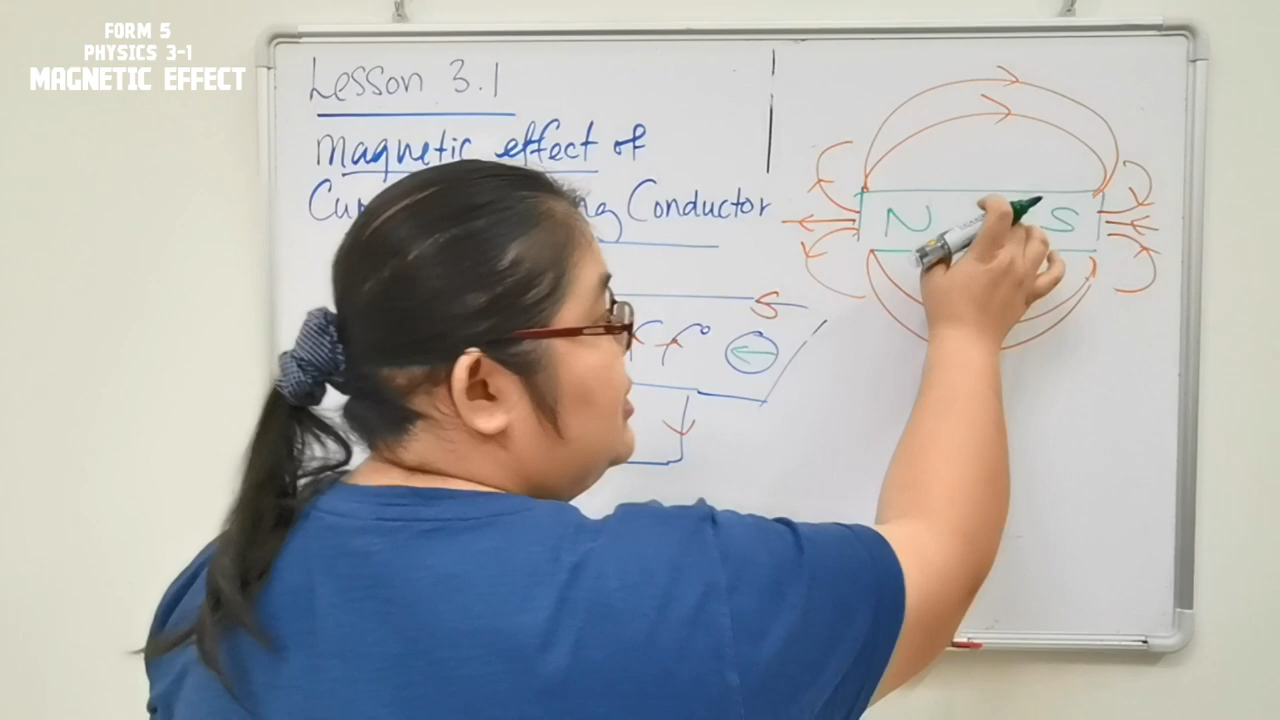 FORM 5
PHYSICS 3-1
MAGNETIC EFFECT
Lesson 3.1
Magnetic effect of
Conductor
N S
S